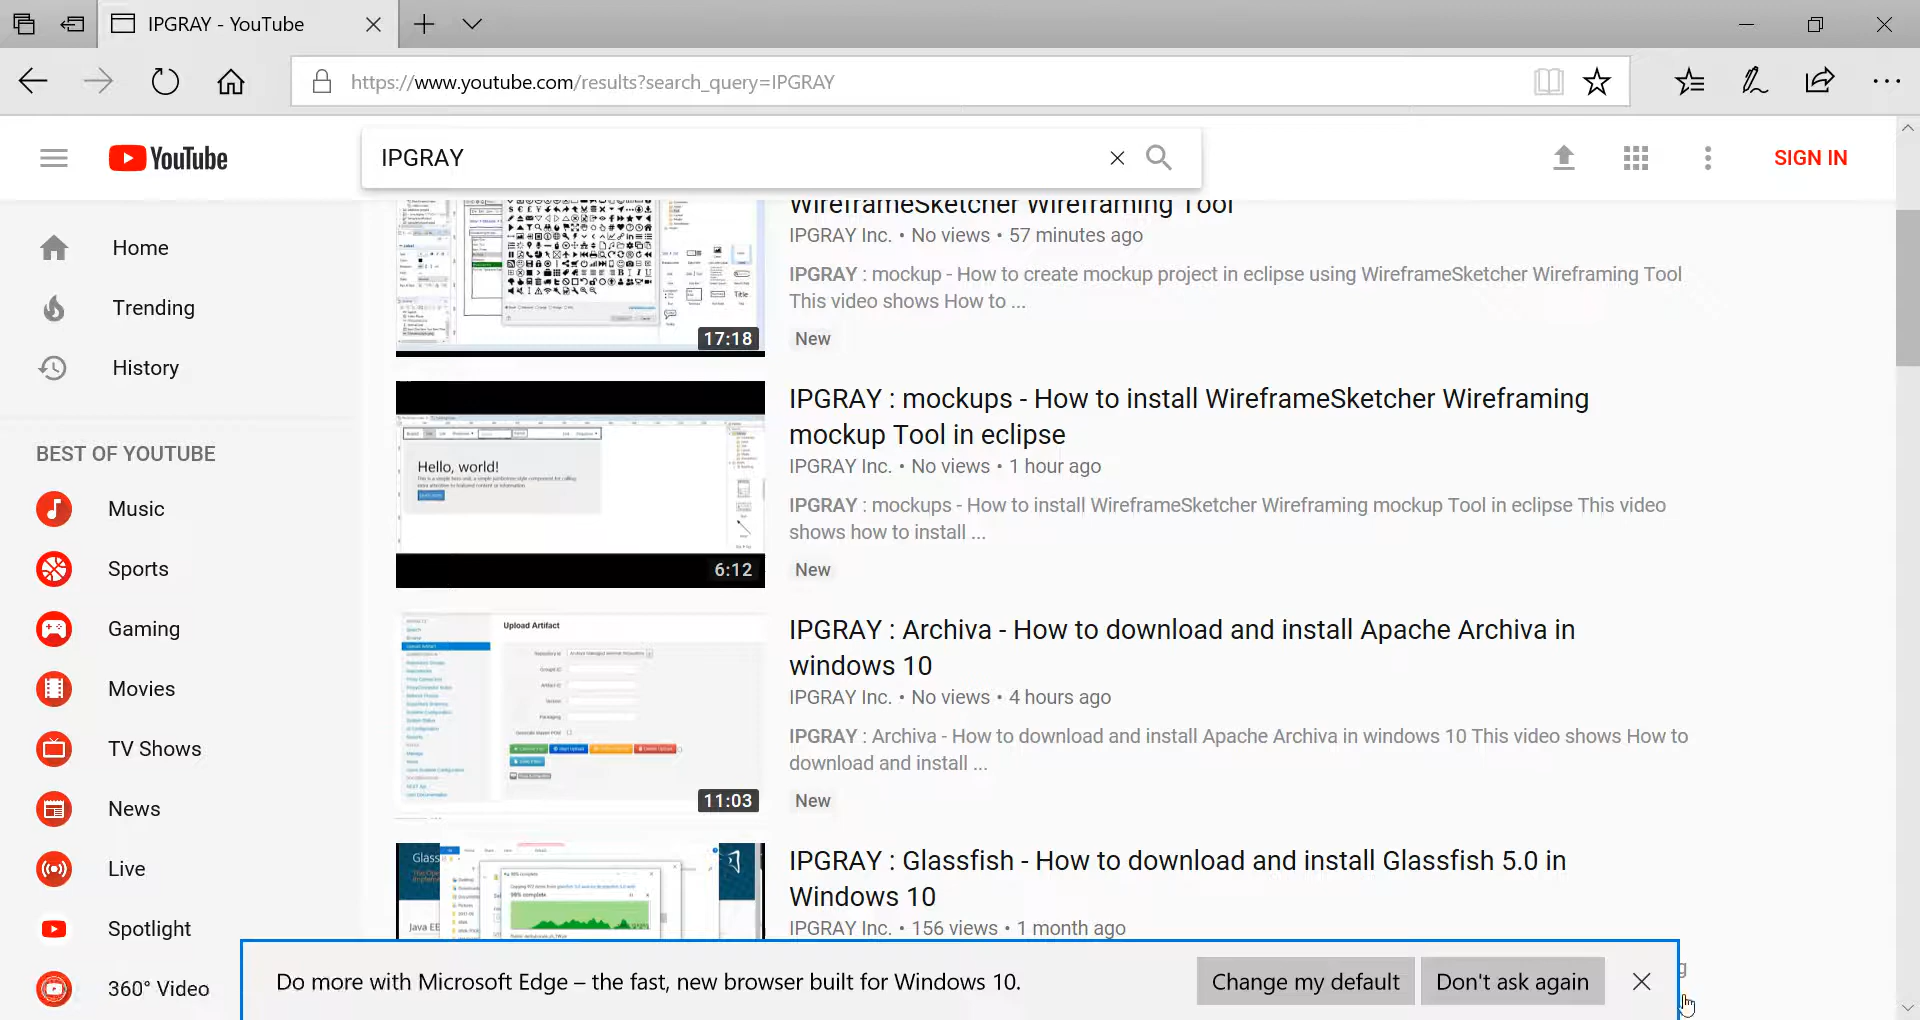 IPGRAY - YouTube
https://www.youtube.com/results?search_query=IPGRAY
YouTube
IPGRAY
SIGN IN
Home
Trending
History
BEST OF YOUTUBE
Music
Sports
Gaming
Movies
TV Shows
News
Live
Spotlight
360° Video
WireframeSketcher Wireframing Tool
IPGRAY Inc. • No views • 57 minutes ago
IPGRAY : mockup - How to create mockup project in eclipse using WireframeSketcher Wireframing Tool
This video shows How to ...
New
17:18
IPGRAY : mockups - How to install WireframeSketcher Wireframing
mockup Tool in eclipse
IPGRAY Inc. • No views • 1 hour ago
IPGRAY : mockups - How to install WireframeSketcher Wireframing mockup Tool in eclipse This video
shows how to install ...
New
Hello, world!
6:12
IPGRAY : Archiva - How to download and install Apache Archiva in
windows 10
IPGRAY Inc. • No views • 4 hours ago
IPGRAY : Archiva - How to download and install Apache Archiva in windows 10 This video shows How to
download and install ...
New
Upload Artifact
11:03
IPGRAY : Glassfish - How to download and install Glassfish 5.0 in
Windows 10
IPGRAY Inc. • 156 views • 1 month ago
Glass
Java EE
Do more with Microsoft Edge – the fast, new browser built for Windows 10.
Change my default
Don't ask again